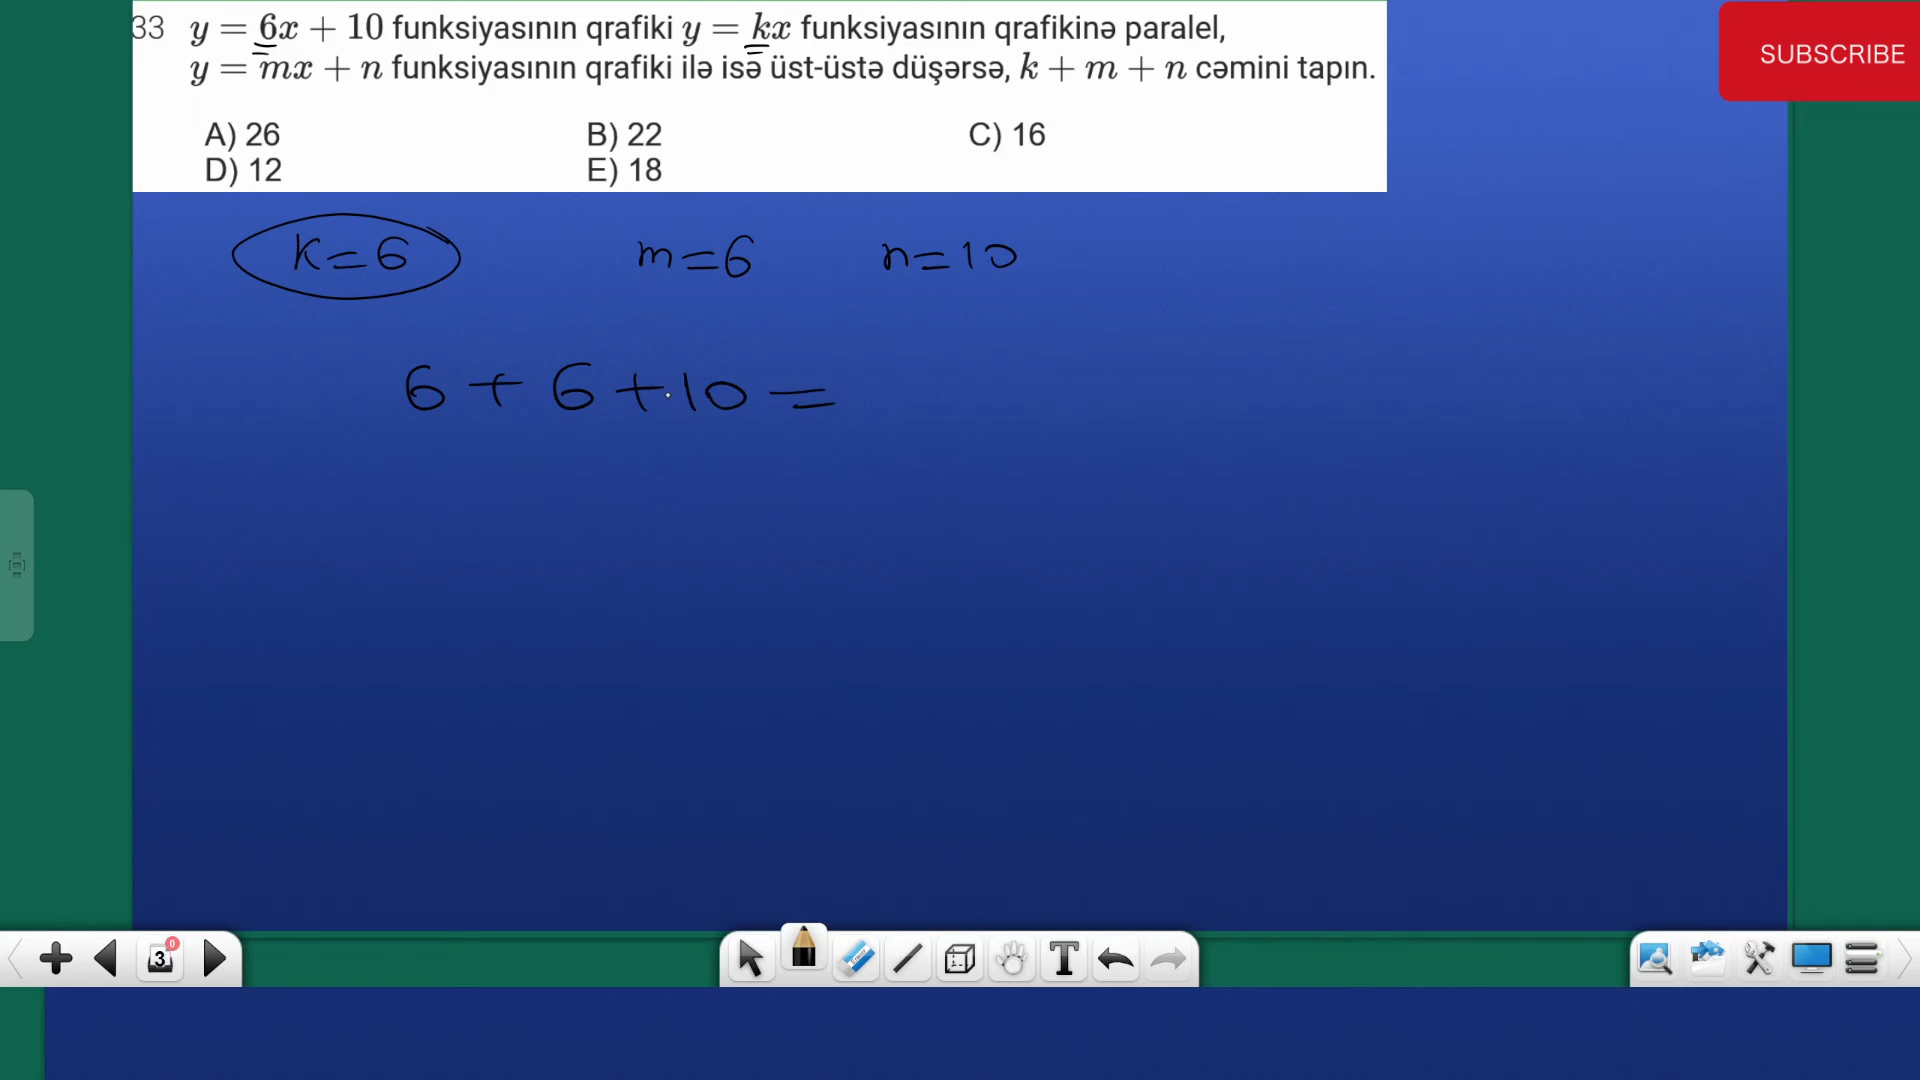 33 y = 6x + 10 funksiyasının qrafiki y = kx funksiyasının qrafikinə paralel,
y = mx + n funksiyasının qrafiki ilə isə üst-üstə düşərsə, k + m + n cəmini tapın.
A) 26 B) 22 C) 16
D) 12 E) 18
SUBSCRIBE
k=6 m=6 n=10
6 + 6 + 10 =
3 0
T